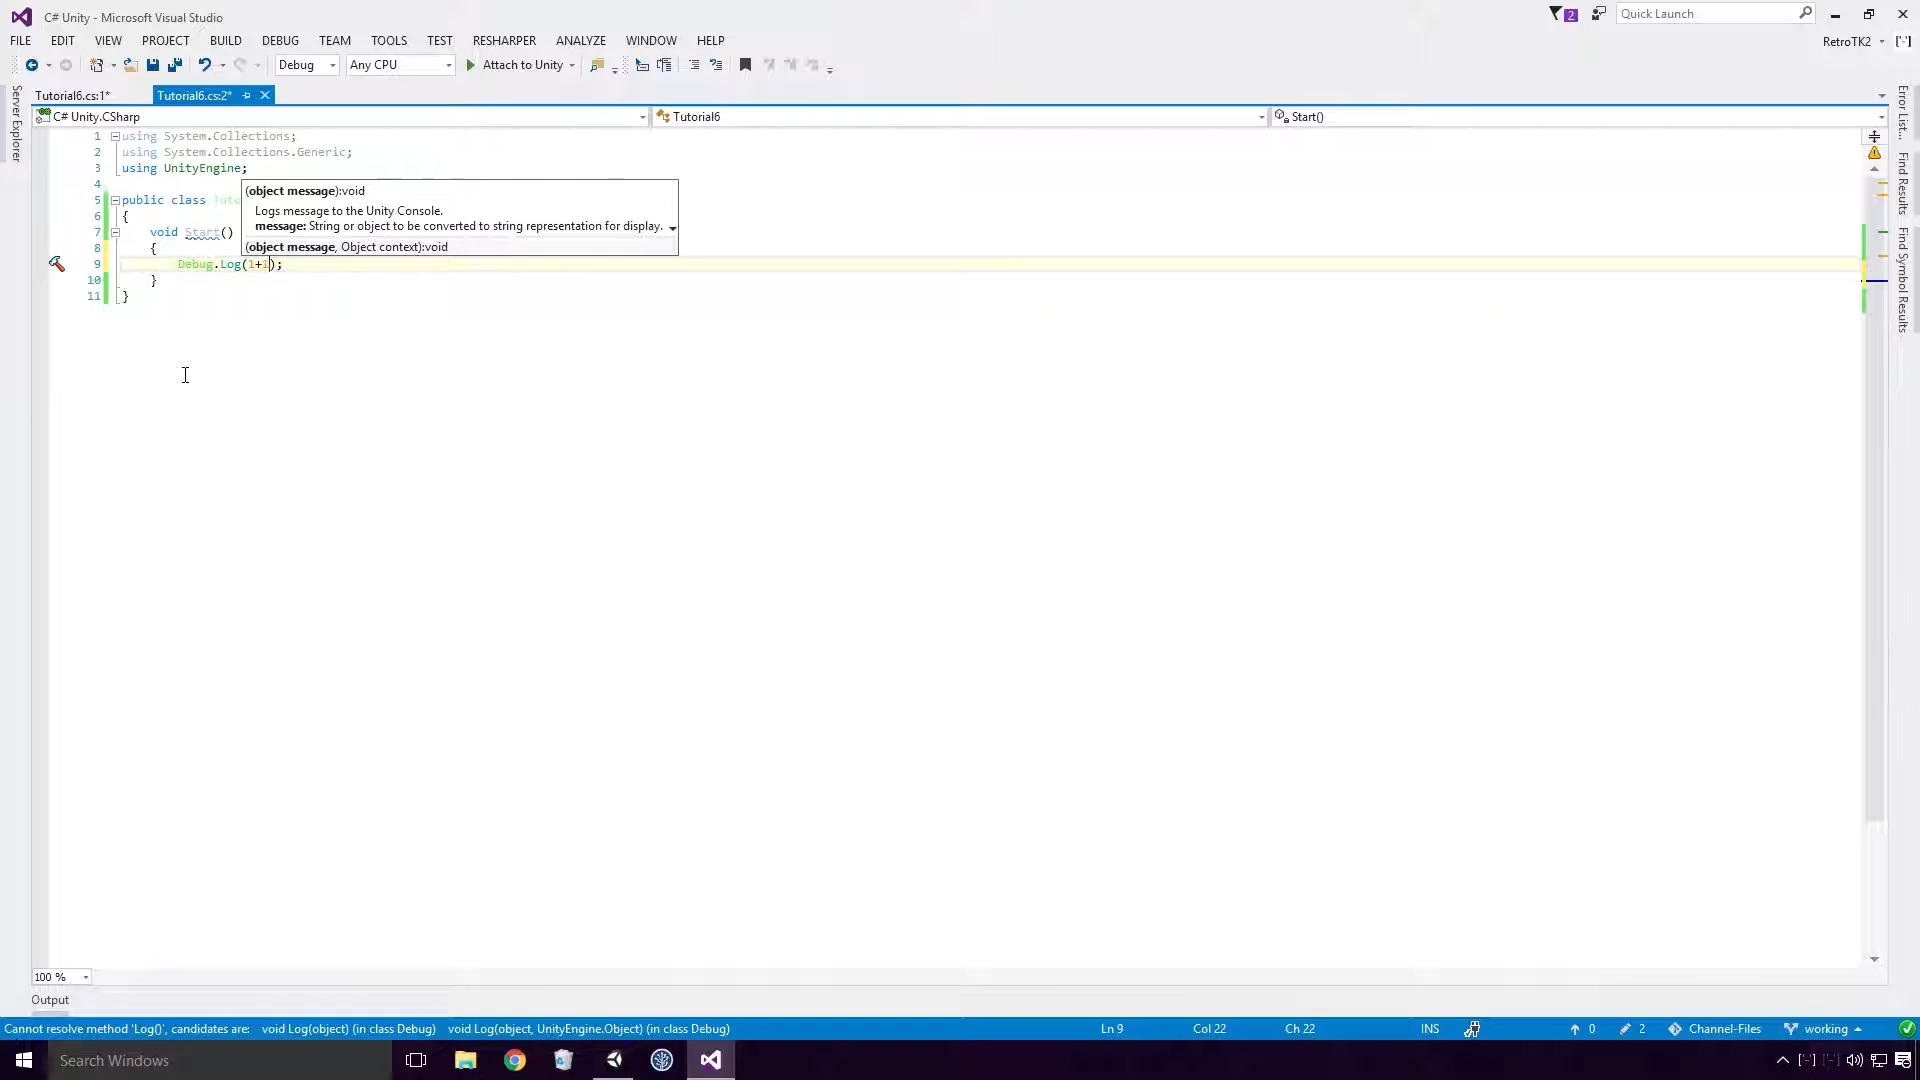 C# Unity - Microsoft Visual Studio
2
Quick Launch
FILE EDIT VIEW PROJECT BUILD DEBUG TEAM TOOLS TEST RESHARPER ANALYZE WINDOW HELP
RetroTK2
Debug Any CPU Attach to Unity
Tutorial6.cs:1* Tutorial6.cs:2*
C# Unity.CSharp Tutorial6 Start()
Server Explorer
Error List...
Find Results
Find Symbol Results
1 using System.Collections;
2 using System.Collections.Generic;
3 using UnityEngine;
4
(object message):void
5 public class
Logs message to the Unity Console.
6 {
message: String or object to be converted to string representation for display.
7 void Start()
8 {
(object message, Object context):void
9 Debug.Log(1+1);
10 }
11 }
100 %
Output
Cannot resolve method 'Log()', candidates are: void Log(object) (in class Debug) void Log(object, UnityEngine.Object) (in class Debug) Ln 9 Col 22 Ch 22 INS 0 2 Channel-Files working
Search Windows